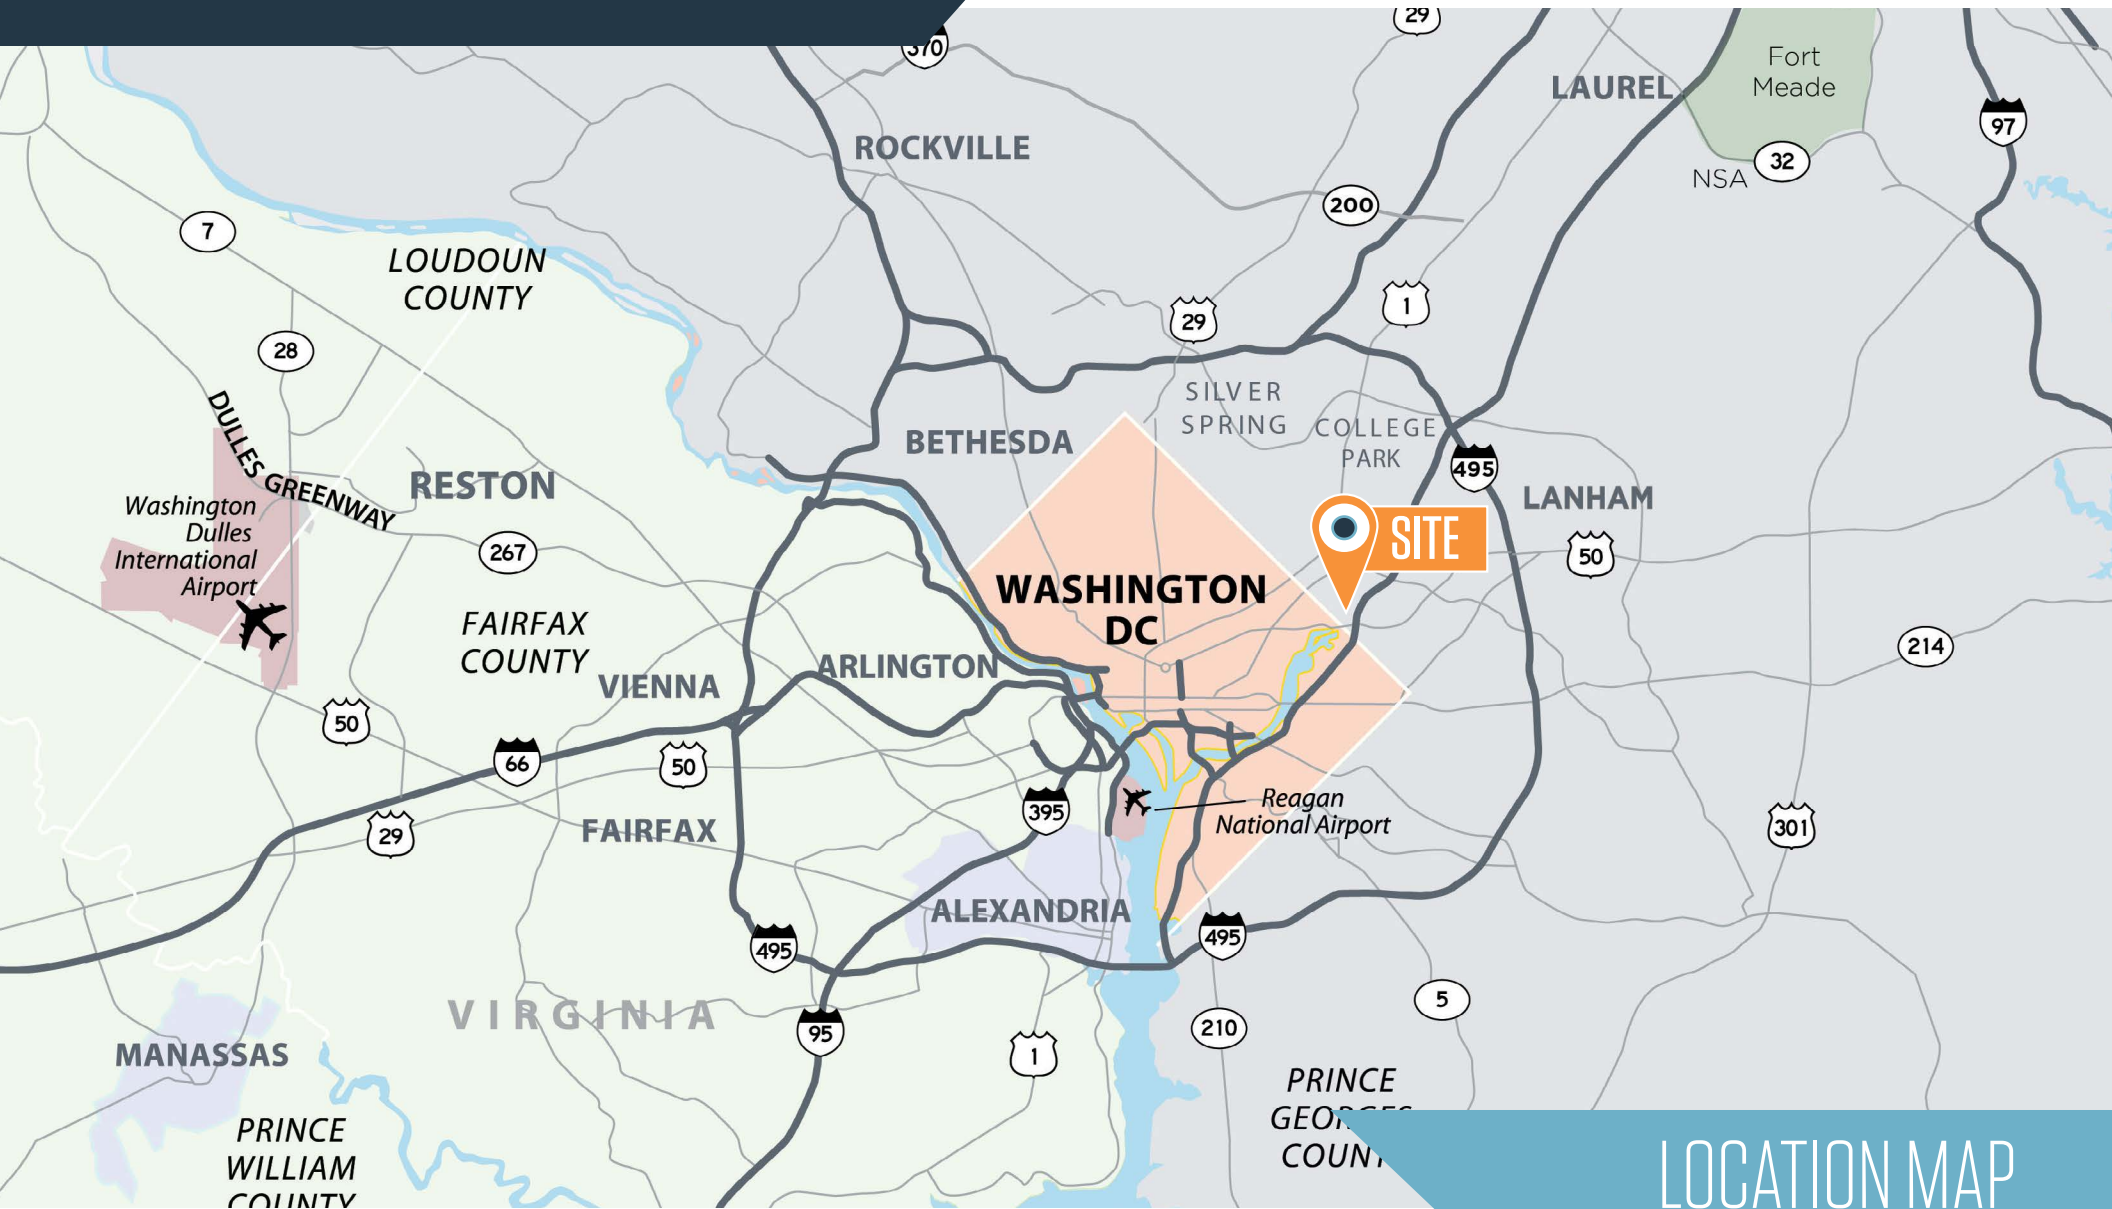 29
370
Fort
Meade
LAUREL
97
ROCKVILLE
32
NSA
200
7
LOUDOUN
COUNTY
29
1
28
SILVER
SPRING
COLLEGE
PARK
BETHESDA
DULLES GREENWAY
RESTON
495
LANHAM
Washington
Dulles
International
Airport
SITE
267
50
WASHINGTON
DC
FAIRFAX
COUNTY
214
ARLINGTON
VIENNA
50
66
50
395
Reagan
National Airport
29
FAIRFAX
301
ALEXANDRIA
495
495
5
VIRGINIA
95
210
1
MANASSAS
PRINCE
GEORGES
COUNTY
PRINCE
WILLIAM
COUNTY
LOCATION MAP